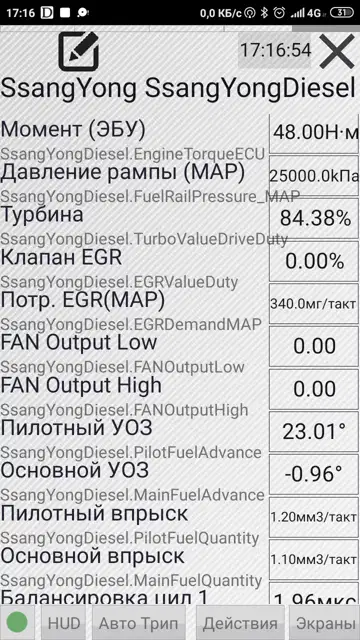 17:16
0,0 КБ/с
4G
31
17:16:54
SsangYong SsangYongDiesel
Момент (ЭБУ)
48.00Н·м
SsangYongDiesel.EngineTorqueECU
Давление рампы (MAP)
25000.0кПа
SsangYongDiesel.FuelRailPressure_MAP
Турбина
84.38%
SsangYongDiesel.TurboValueDriveDuty
Клапан EGR
0.00%
SsangYongDiesel.EGRValueDuty
Потр. EGR(MAP)
340.0мг/такт
SsangYongDiesel.EGRDemandMAP
FAN Output Low
0.00
SsangYongDiesel.FANOutputLow
FAN Output High
0.00
SsangYongDiesel.FANOutputHigh
Пилотный УОЗ
23.01°
SsangYongDiesel.PilotFuelAdvance
Основной УОЗ
-0.96°
SsangYongDiesel.MainFuelAdvance
Пилотный впрыск
1.20мм3/такт
SsangYongDiesel.PilotFuelQuantity
Основной впрыск
1.10мм3/такт
SsangYongDiesel.MainFuelQuantity
Балансировка цил 1
1.96мкс
HUD
Авто Трип
Действия
Экраны